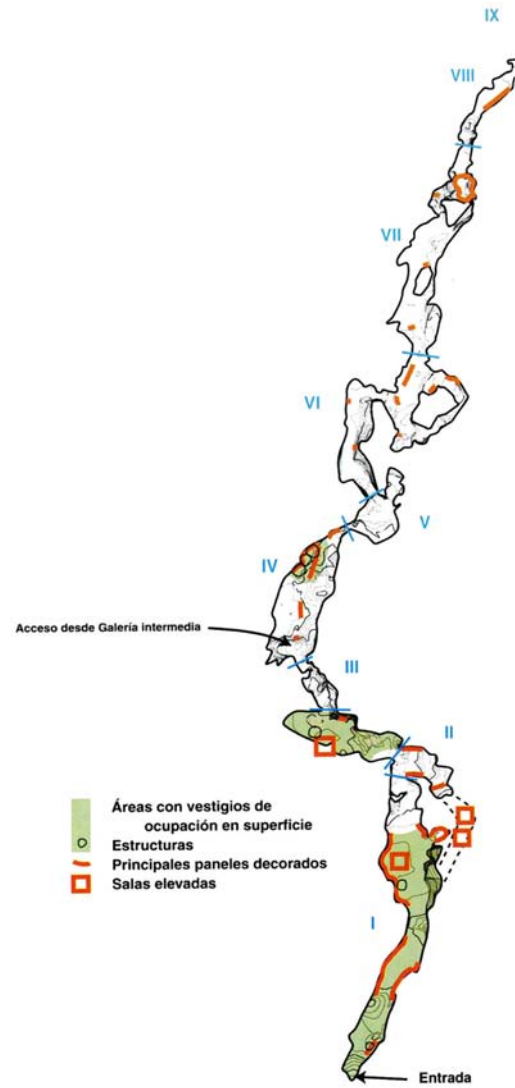 IX
VIII
VII
VI
V
IV
Acceso desde Galería intermedia
III
II
Áreas con vestigios de
ocupación en superficie
Estructuras
Principales paneles decorados
Salas elevadas
I
Entrada